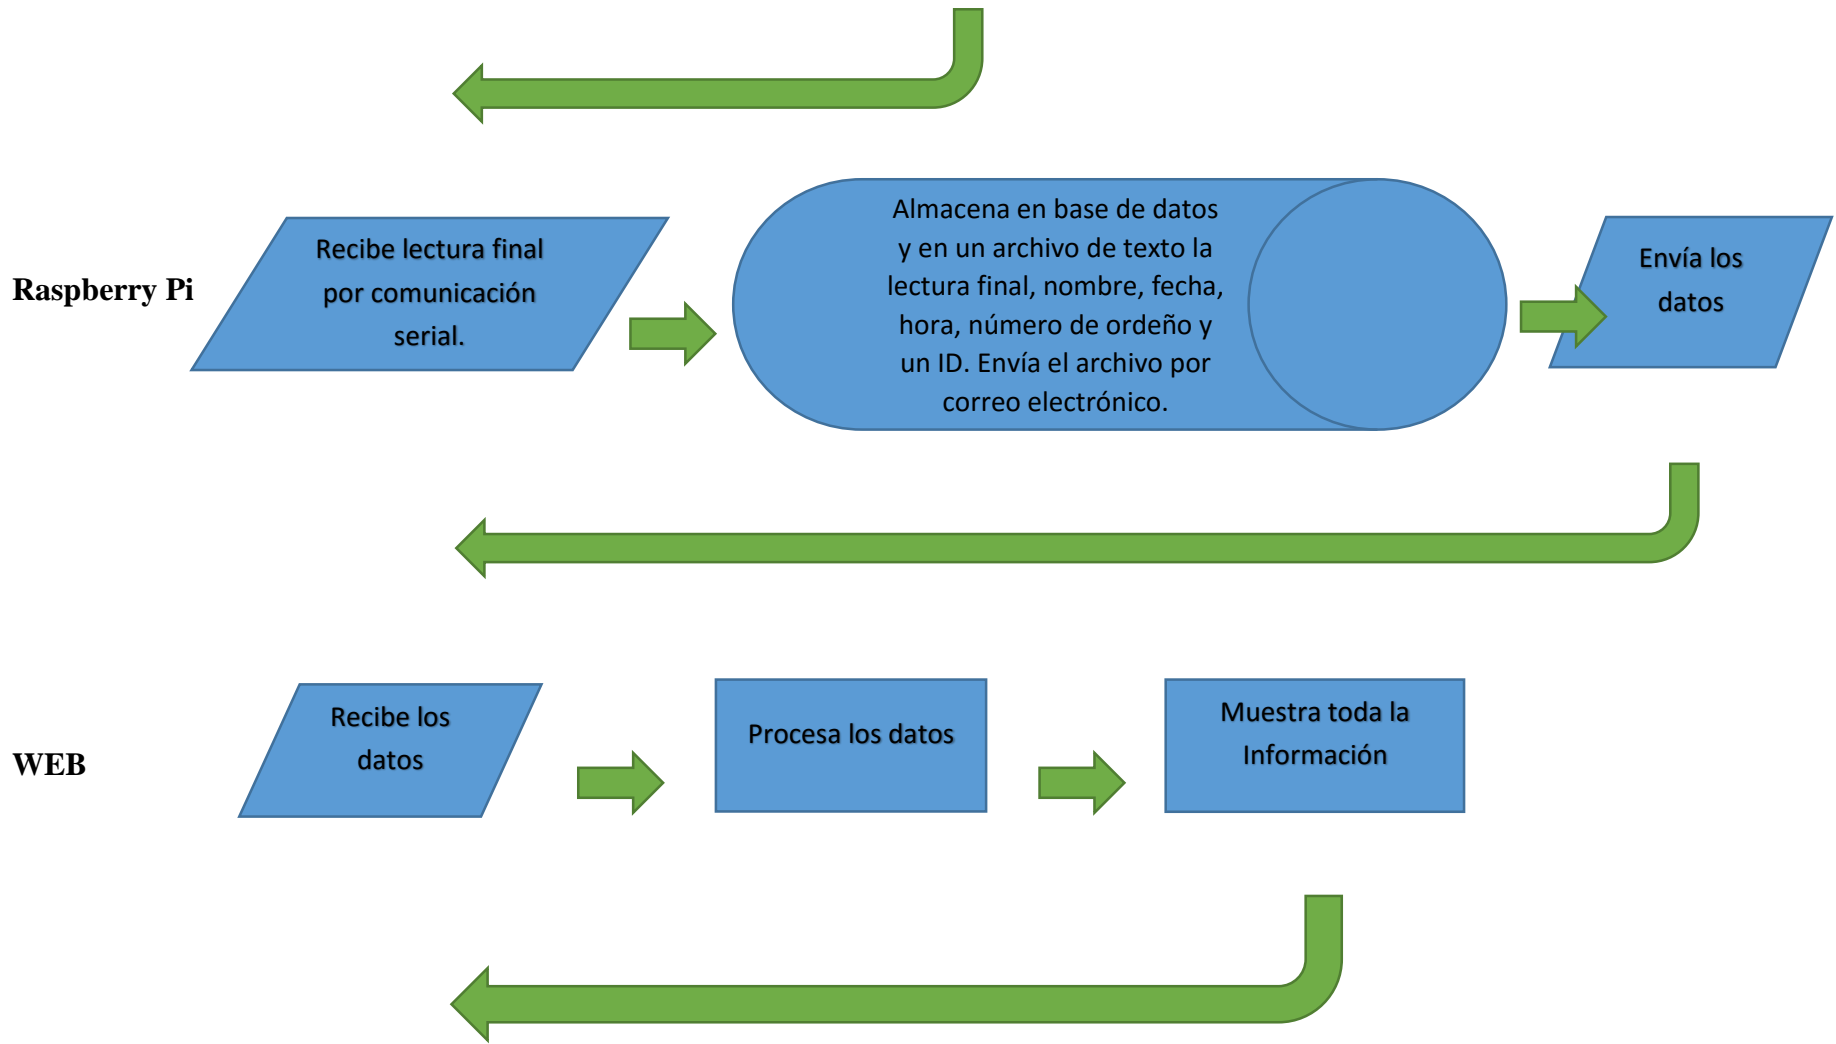 Raspberry Pi
Recibe lectura final
por comunicación
serial.
Almacena en base de datos
y en un archivo de texto la
lectura final, nombre, fecha,
hora, número de ordeño y
un ID. Envía el archivo por
correo electrónico.
Envía los
datos
WEB
Recibe los
datos
Procesa los datos
Muestra toda la
Información